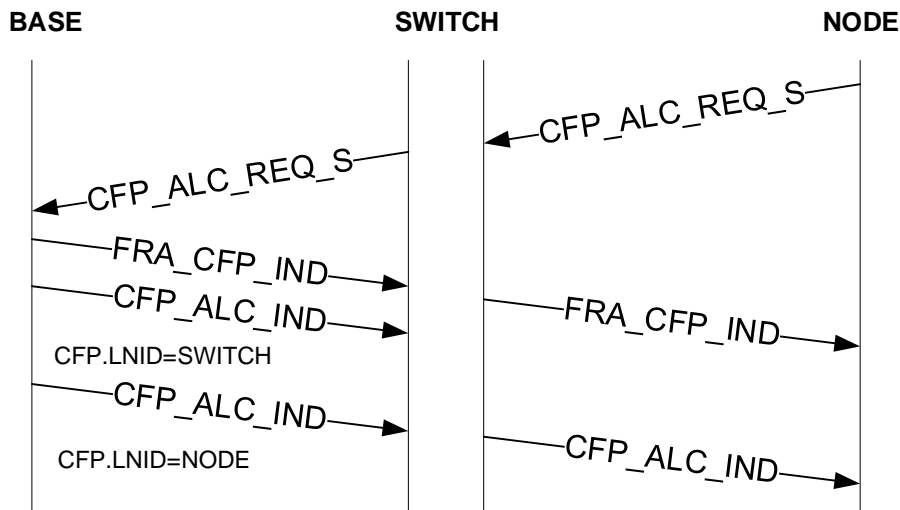 BASE
SWITCH
NODE
CFP_ALC_REQ_S
CFP_ALC_REQ_S
FRA_CFP_IND
CFP_ALC_IND
FRA_CFP_IND
CFP.LNID=SWITCH
CFP_ALC_IND
CFP_ALC_IND
CFP.LNID=NODE